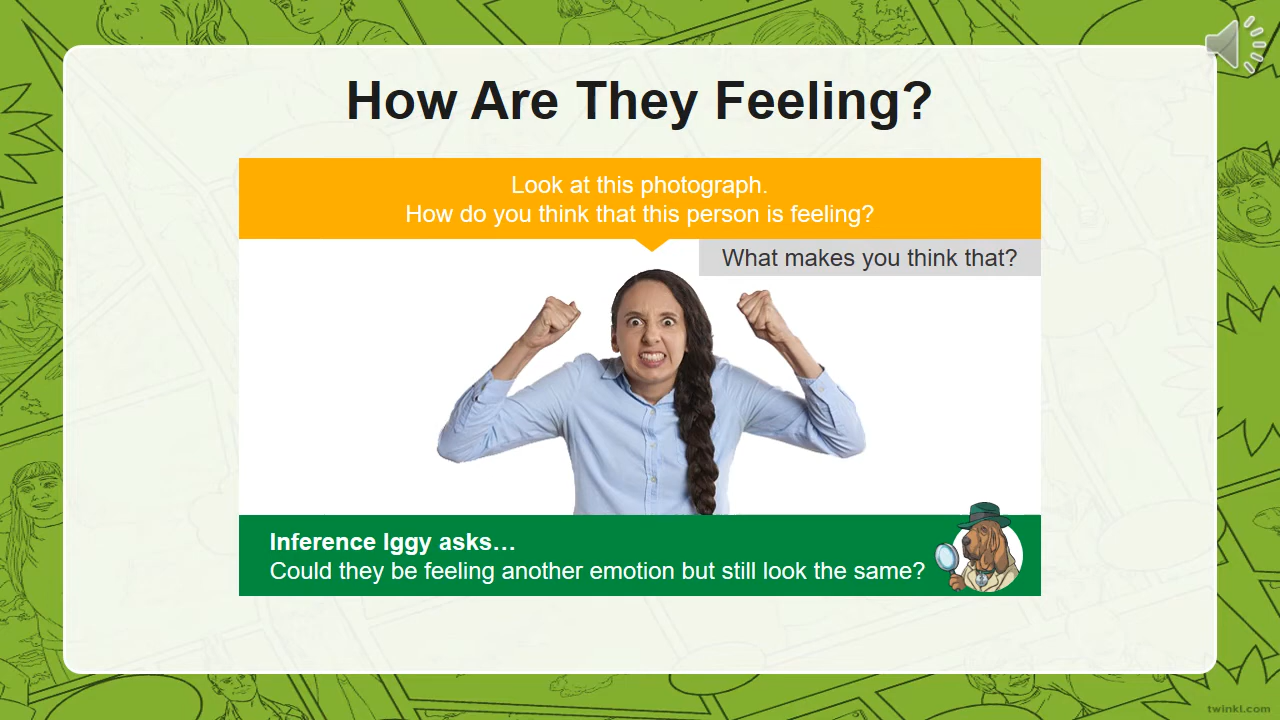 How Are They Feeling?
Look at this photograph.
How do you think that this person is feeling?
What makes you think that?
Inference Iggy asks…
Could they be feeling another emotion but still look the same?
twinkl.com